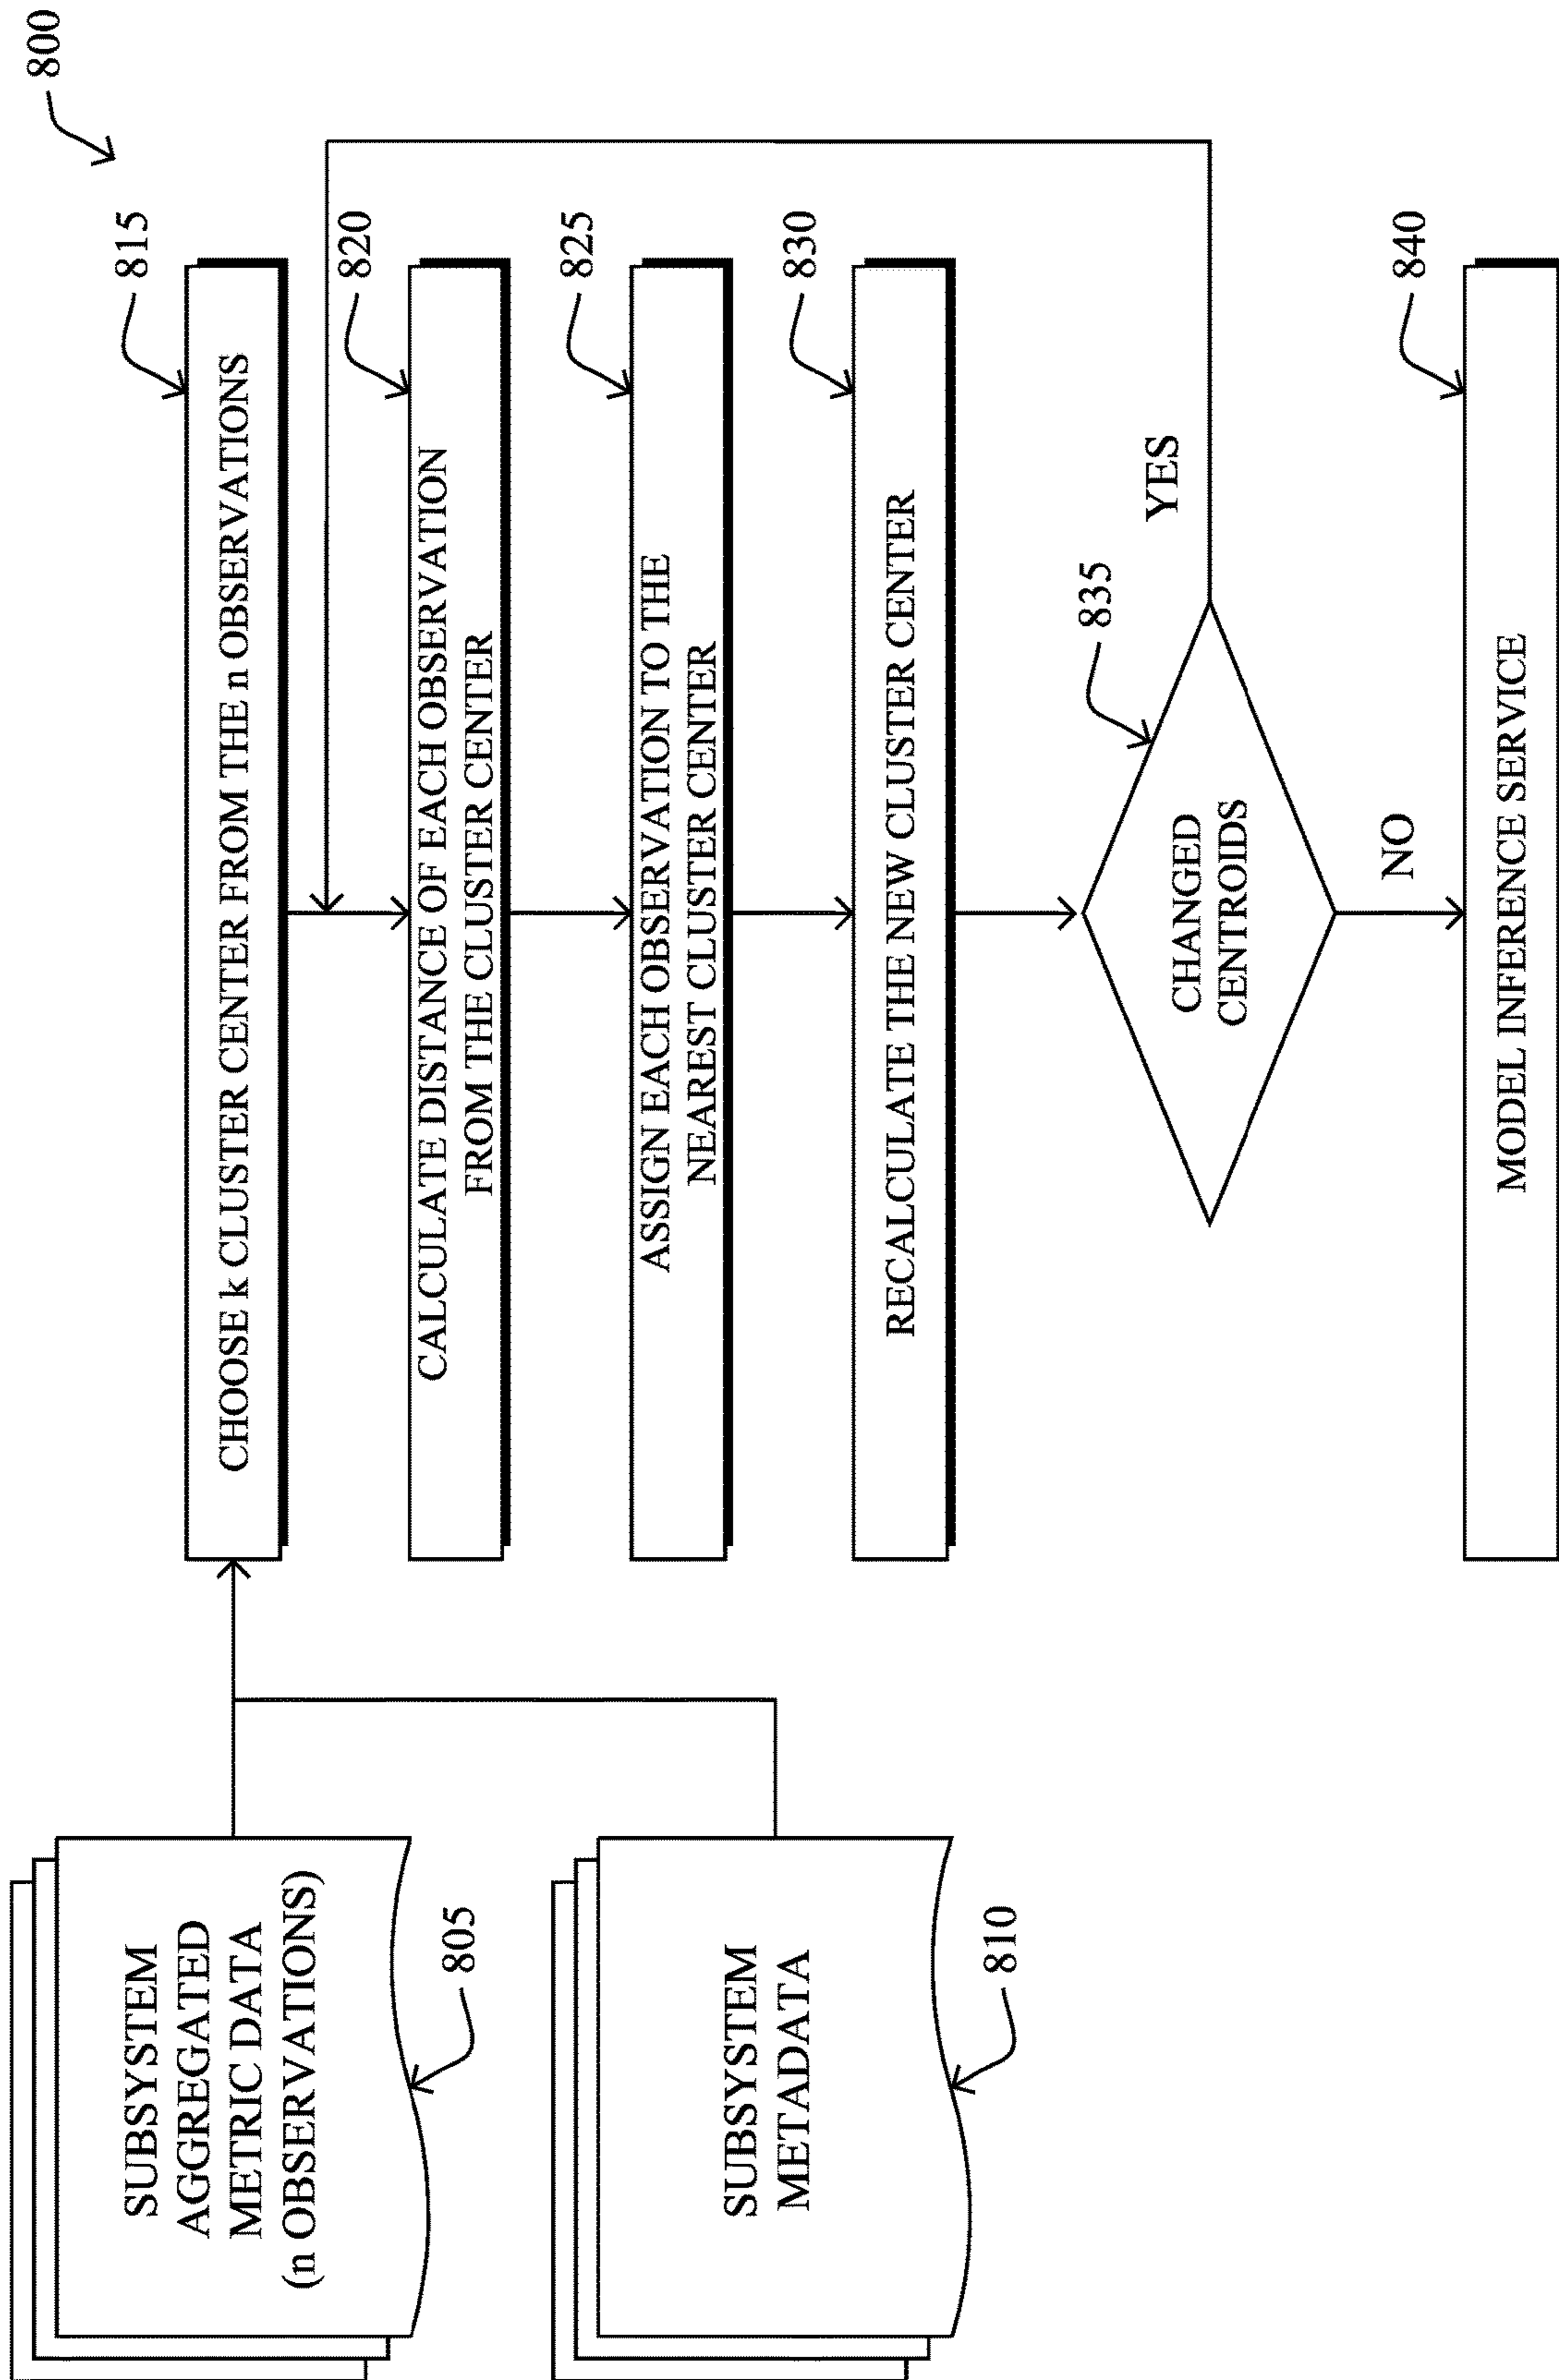 800
SUBSYSTEM
AGGREGATED
METRIC DATA
(n OBSERVATIONS)
805
SUBSYSTEM
METADATA
810
815
CHOOSE k CLUSTER CENTER FROM THE n OBSERVATIONS
820
CALCULATE DISTANCE OF EACH OBSERVATION
FROM THE CLUSTER CENTER
825
ASSIGN EACH OBSERVATION TO THE
NEAREST CLUSTER CENTER
830
RECALCULATE THE NEW CLUSTER CENTER
835
CHANGED
CENTROIDS
YES
NO
840
MODEL INFERENCE SERVICE